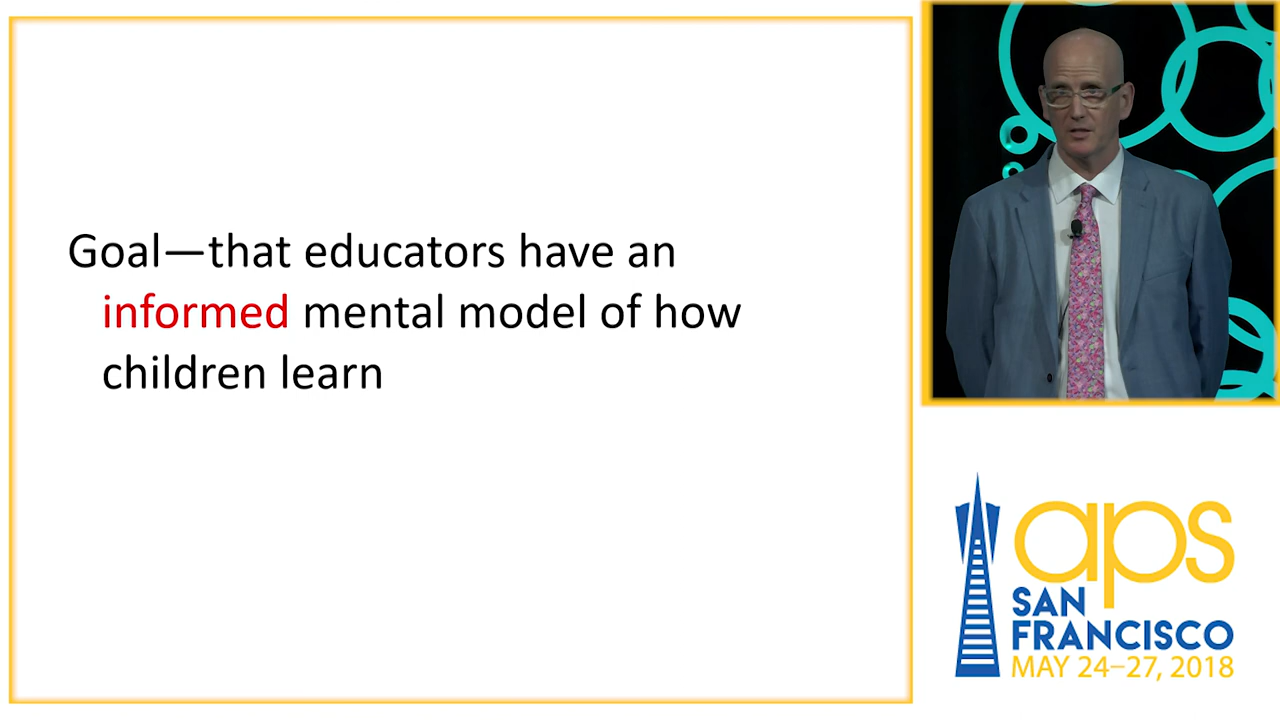 Goal—that educators have an
informed mental model of how
children learn
aps
SAN
FRANCISCO
MAY 24–27, 2018